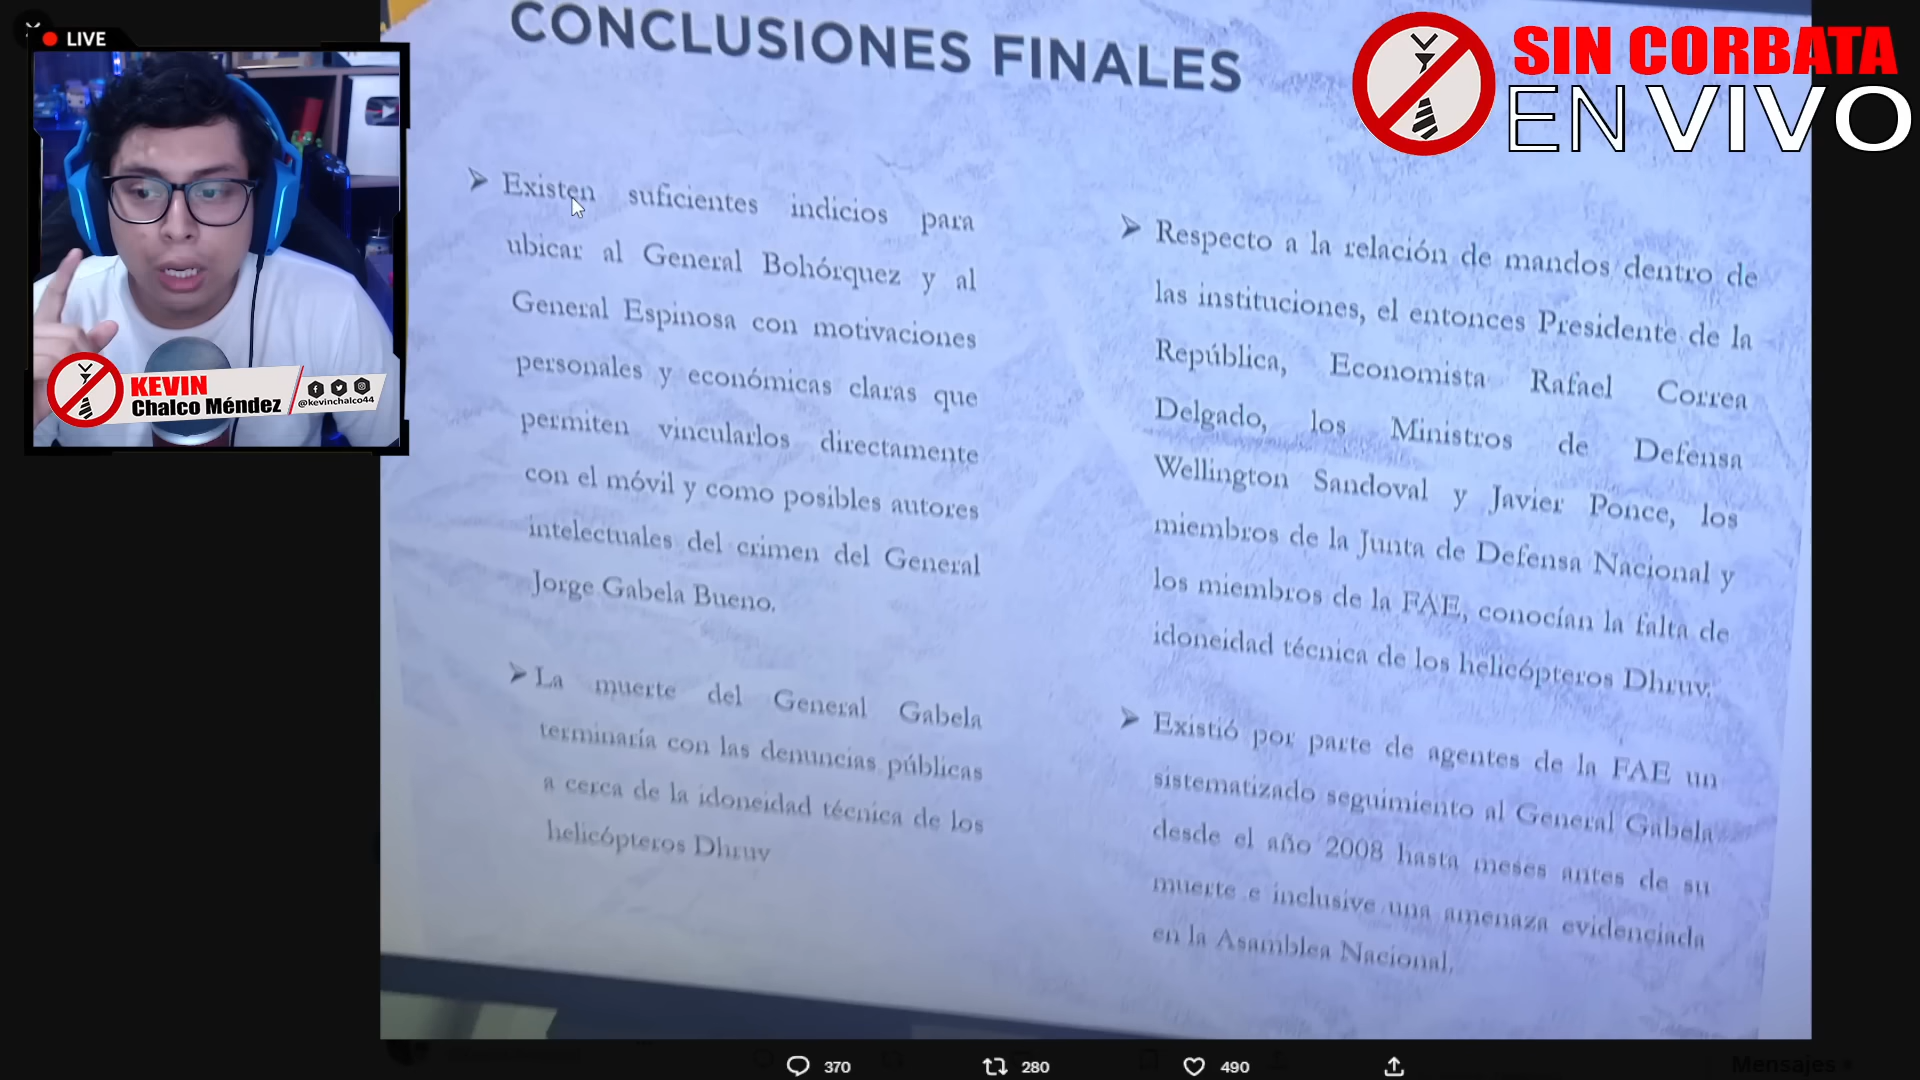 LIVE
CONCLUSIONES FINALES
SIN CORBATA
EN VIVO
➤ Existen suficientes indicios para
ubicar al General Bohórquez y al
General Espinosa con motivaciones
personales y económicas claras que
permiten vincularlos directamente
con el móvil y como posibles autores
intelectuales del crimen del General
Jorge Gabela Bueno.
➤ La muerte del General Gabela
terminaría con las denuncias públicas
a cerca de la idoneidad técnica de los
helicópteros Dhruv
➤ Respecto a la relación de mandos dentro de
las instituciones, el entonces Presidente de la
República, Economista Rafael Correa
Delgado, los Ministros de Defensa
Wellington Sandoval y Javier Ponce, los
miembros de la Junta de Defensa Nacional y
los miembros de la FAE, conocían la falta de
idoneidad técnica de los helicópteros Dhruv.
➤ Existió por parte de agentes de la FAE un
sistematizado seguimiento al General Gabela
desde el año 2008 hasta meses antes de su
muerte e inclusive una amenaza evidenciada
en la Asamblea Nacional.
KEVIN
Chalco Méndez
@kevinchalco44
370
280
490
Mensajes